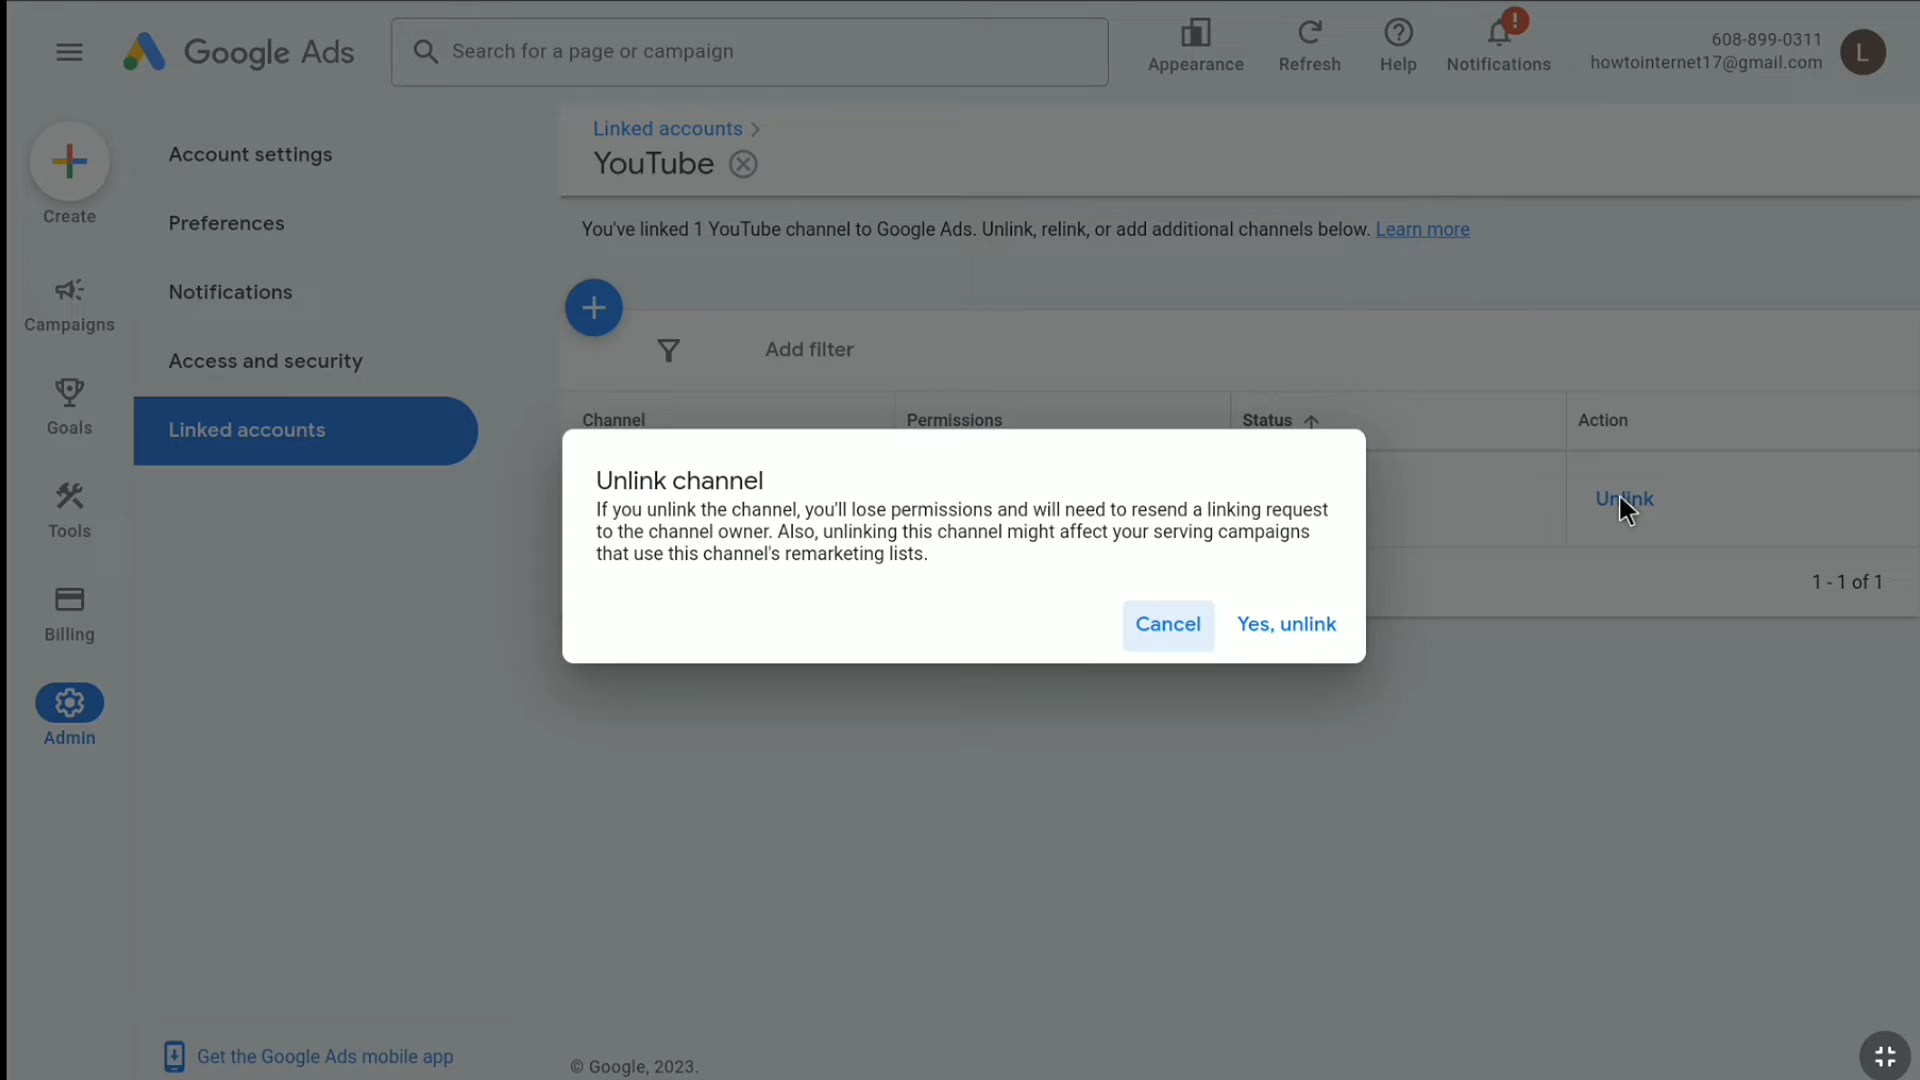 Google Ads
Search for a page or campaign
Appearance
Refresh
Help
!
Notifications
608-899-0311
howtointernet17@gmail.com
L
Create
Campaigns
Goals
Tools
Billing
Admin
Account settings
Preferences
Notifications
Access and security
Linked accounts
Get the Google Ads mobile app
Linked accounts
YouTube
You've linked 1 YouTube channel to Google Ads. Unlink, relink, or add additional channels below. Learn more
Add filter
Channel
Permissions
Status
Action
Unlink
1 - 1 of 1
Unlink channel
If you unlink the channel, you'll lose permissions and will need to resend a linking request
to the channel owner. Also, unlinking this channel might affect your serving campaigns
that use this channel's remarketing lists.
Cancel
Yes, unlink
© Google, 2023.